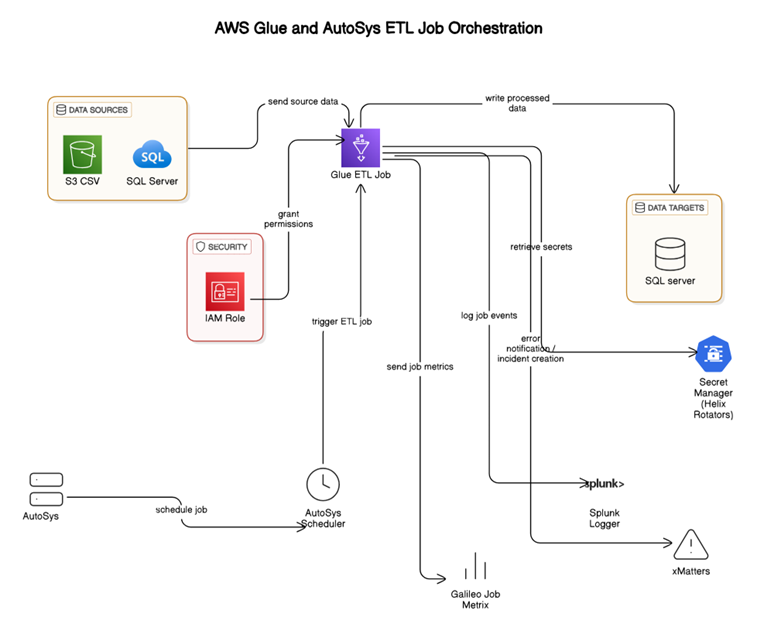 AWS Glue and AutoSys ETL Job Orchestration
DATA SOURCES
S3 CSV
SQL
SQL Server
send source data
Glue ETL Job
write processed
data
DATA TARGETS
SQL server
grant
permissions
SECURITY
IAM Role
retrieve secrets
trigger ETL job
log job events
error
notification /
incident creation
send job metrics
Secret
Manager
(Helix
Rotators)
AutoSys
schedule job
AutoSys
Scheduler
splunk>
Splunk
Logger
xMatters
Galileo Job
Metrix